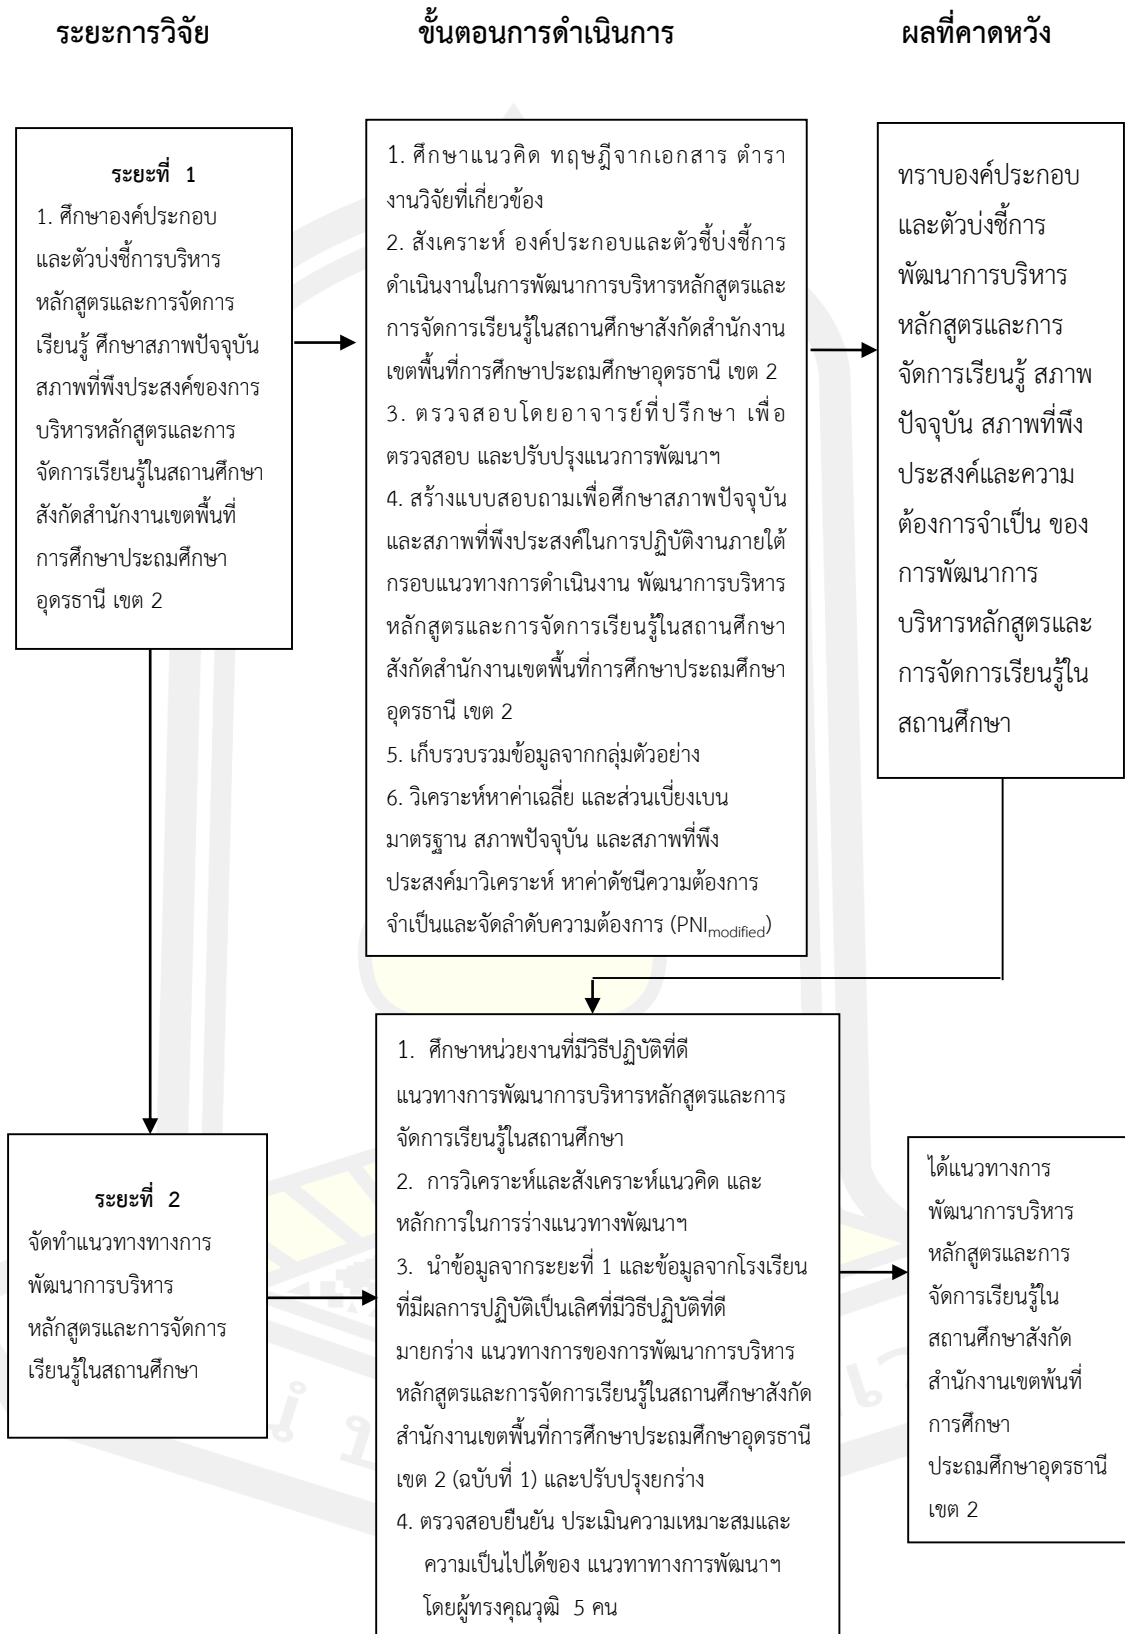 ระยะการวิจัย
ขั้นตอนการดำเนินการ
ผลที่คาดหวัง
ระยะที่ 1
1. ศึกษาองค์ประกอบ
และตัวบ่งชี้การบริหาร
หลักสูตรและการจัดการ
เรียนรู้ ศึกษาสภาพปัจจุบัน
สภาพที่พึงประสงค์ของการ
บริหารหลักสูตรและการ
จัดการเรียนรู้ในสถานศึกษา
สังกัดสำนักงานเขตพื้นที่
การศึกษาประถมศึกษา
อุดรธานี เขต 2
1. ศึกษาแนวคิด ทฤษฎีจากเอกสาร ตำรา
งานวิจัยที่เกี่ยวข้อง
2. สังเคราะห์ องค์ประกอบและตัวชี้บ่งชี้การ
ดำเนินงานในการพัฒนาการบริหารหลักสูตรและ
การจัดการเรียนรู้ในสถานศึกษาสังกัดสำนักงาน
เขตพื้นที่การศึกษาประถมศึกษาอุดรธานี เขต 2
3. ตรวจสอบโดยอาจารย์ที่ปรึกษา เพื่อ
ตรวจสอบ และปรับปรุงแนวการพัฒนาฯ
4. สร้างแบบสอบถามเพื่อศึกษาสภาพปัจจุบัน
และสภาพที่พึงประสงค์ในการปฏิบัติงานภายใต้
กรอบแนวทางการดำเนินงาน พัฒนาการบริหาร
หลักสูตรและการจัดการเรียนรู้ในสถานศึกษา
สังกัดสำนักงานเขตพื้นที่การศึกษาประถมศึกษา
อุดรธานี เขต 2
5. เก็บรวบรวมข้อมูลจากกลุ่มตัวอย่าง
6. วิเคราะห์หาค่าเฉลี่ย และส่วนเบี่ยงเบน
มาตรฐาน สภาพปัจจุบัน และสภาพที่พึง
ประสงค์มาวิเคราะห์ หาค่าดัชนีความต้องการ
จำเป็นและจัดลำดับความต้องการ (PNImodified)
ทราบองค์ประกอบ
และตัวบ่งชี้การ
พัฒนาการบริหาร
หลักสูตรและการ
จัดการเรียนรู้ สภาพ
ปัจจุบัน สภาพที่พึง
ประสงค์และความ
ต้องการจำเป็น ของ
การพัฒนาการ
บริหารหลักสูตรและ
การจัดการเรียนรู้ใน
สถานศึกษา
ระยะที่ 2
จัดทำแนวทางทางการ
พัฒนาการบริหาร
หลักสูตรและการจัดการ
เรียนรู้ในสถานศึกษา
1. ศึกษาหน่วยงานที่มีวิธีปฏิบัติที่ดี
แนวทางการพัฒนาการบริหารหลักสูตรและการ
จัดการเรียนรู้ในสถานศึกษา
2. การวิเคราะห์และสังเคราะห์แนวคิด และ
หลักการในการร่างแนวทางพัฒนาฯ
3. นำข้อมูลจากระยะที่ 1 และข้อมูลจากโรงเรียน
ที่มีผลการปฏิบัติเป็นเลิศที่มีวิธีปฏิบัติที่ดี
มายกร่าง แนวทางการของการพัฒนาการบริหาร
หลักสูตรและการจัดการเรียนรู้ในสถานศึกษาสังกัด
สำนักงานเขตพื้นที่การศึกษาประถมศึกษาอุดรธานี
เขต 2 (ฉบับที่ 1) และปรับปรุงยกร่าง
4. ตรวจสอบยืนยัน ประเมินความเหมาะสมและ
ความเป็นไปได้ของ แนวทาทางการพัฒนาฯ
โดยผู้ทรงคุณวุฒิ 5 คน
ได้แนวทางการ
พัฒนาการบริหาร
หลักสูตรและการ
จัดการเรียนรู้ใน
สถานศึกษาสังกัด
สำนักงานเขตพ้นที่
การศึกษา
ประถมศึกษาอุดรธานี
เขต 2